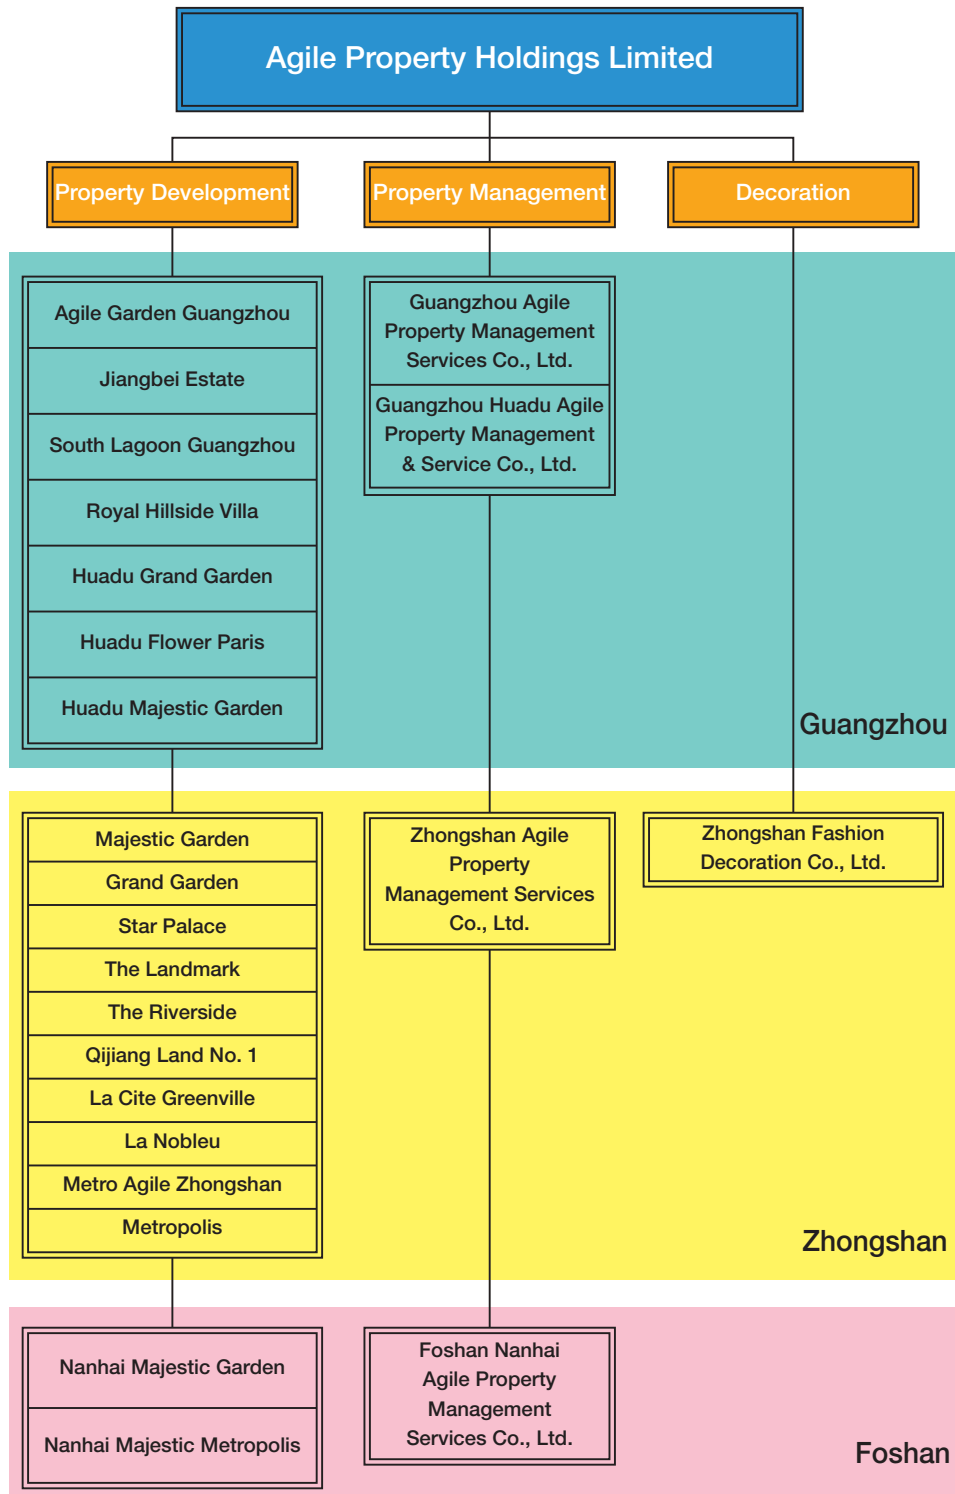 Agile Property Holdings Limited
Property Development
Property Management
Decoration
Agile Garden Guangzhou
Jiangbei Estate
South Lagoon Guangzhou
Royal Hillside Villa
Huadu Grand Garden
Huadu Flower Paris
Huadu Majestic Garden
Guangzhou Agile
Property Management
Services Co., Ltd.
Guangzhou Huadu Agile
Property Management
& Service Co., Ltd.
Guangzhou
Majestic Garden
Grand Garden
Star Palace
The Landmark
The Riverside
Qijiang Land No. 1
La Cite Greenville
La Nobleu
Metro Agile Zhongshan
Metropolis
Zhongshan Agile
Property
Management Services
Co., Ltd.
Zhongshan Fashion
Decoration Co., Ltd.
Zhongshan
Nanhai Majestic Garden
Nanhai Majestic Metropolis
Foshan Nanhai
Agile Property
Management
Services Co., Ltd.
Foshan